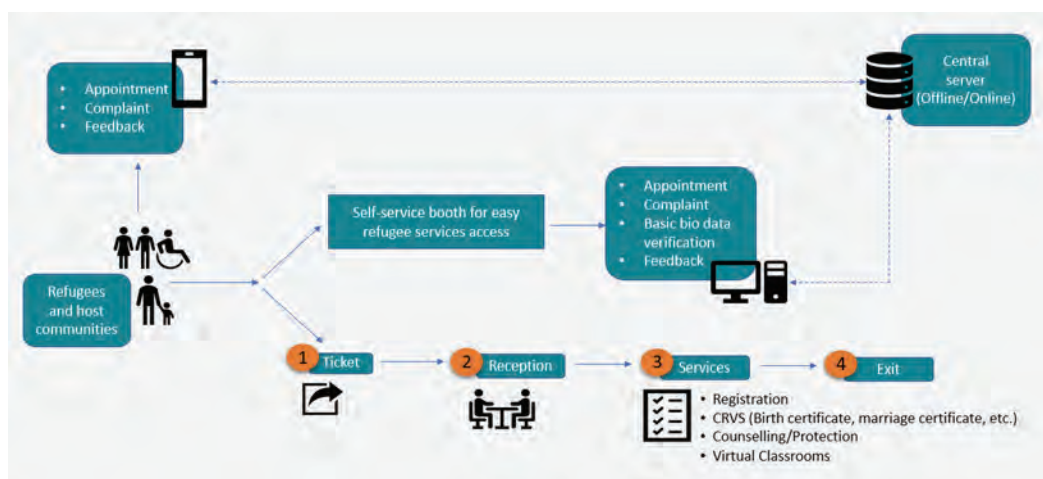 Appointment
Complaint
Feedback
Central
server
(Offline/Online)
Self-service booth for easy
refugee services access
Appointment
Complaint
Basic bio data
verification
Feedback
Refugees
and host
communities
1 Ticket
2 Reception
3 Services
4 Exit
Registration
CRVS (Birth certificate, marriage certificate, etc.)
Counselling/Protection
Virtual Classrooms